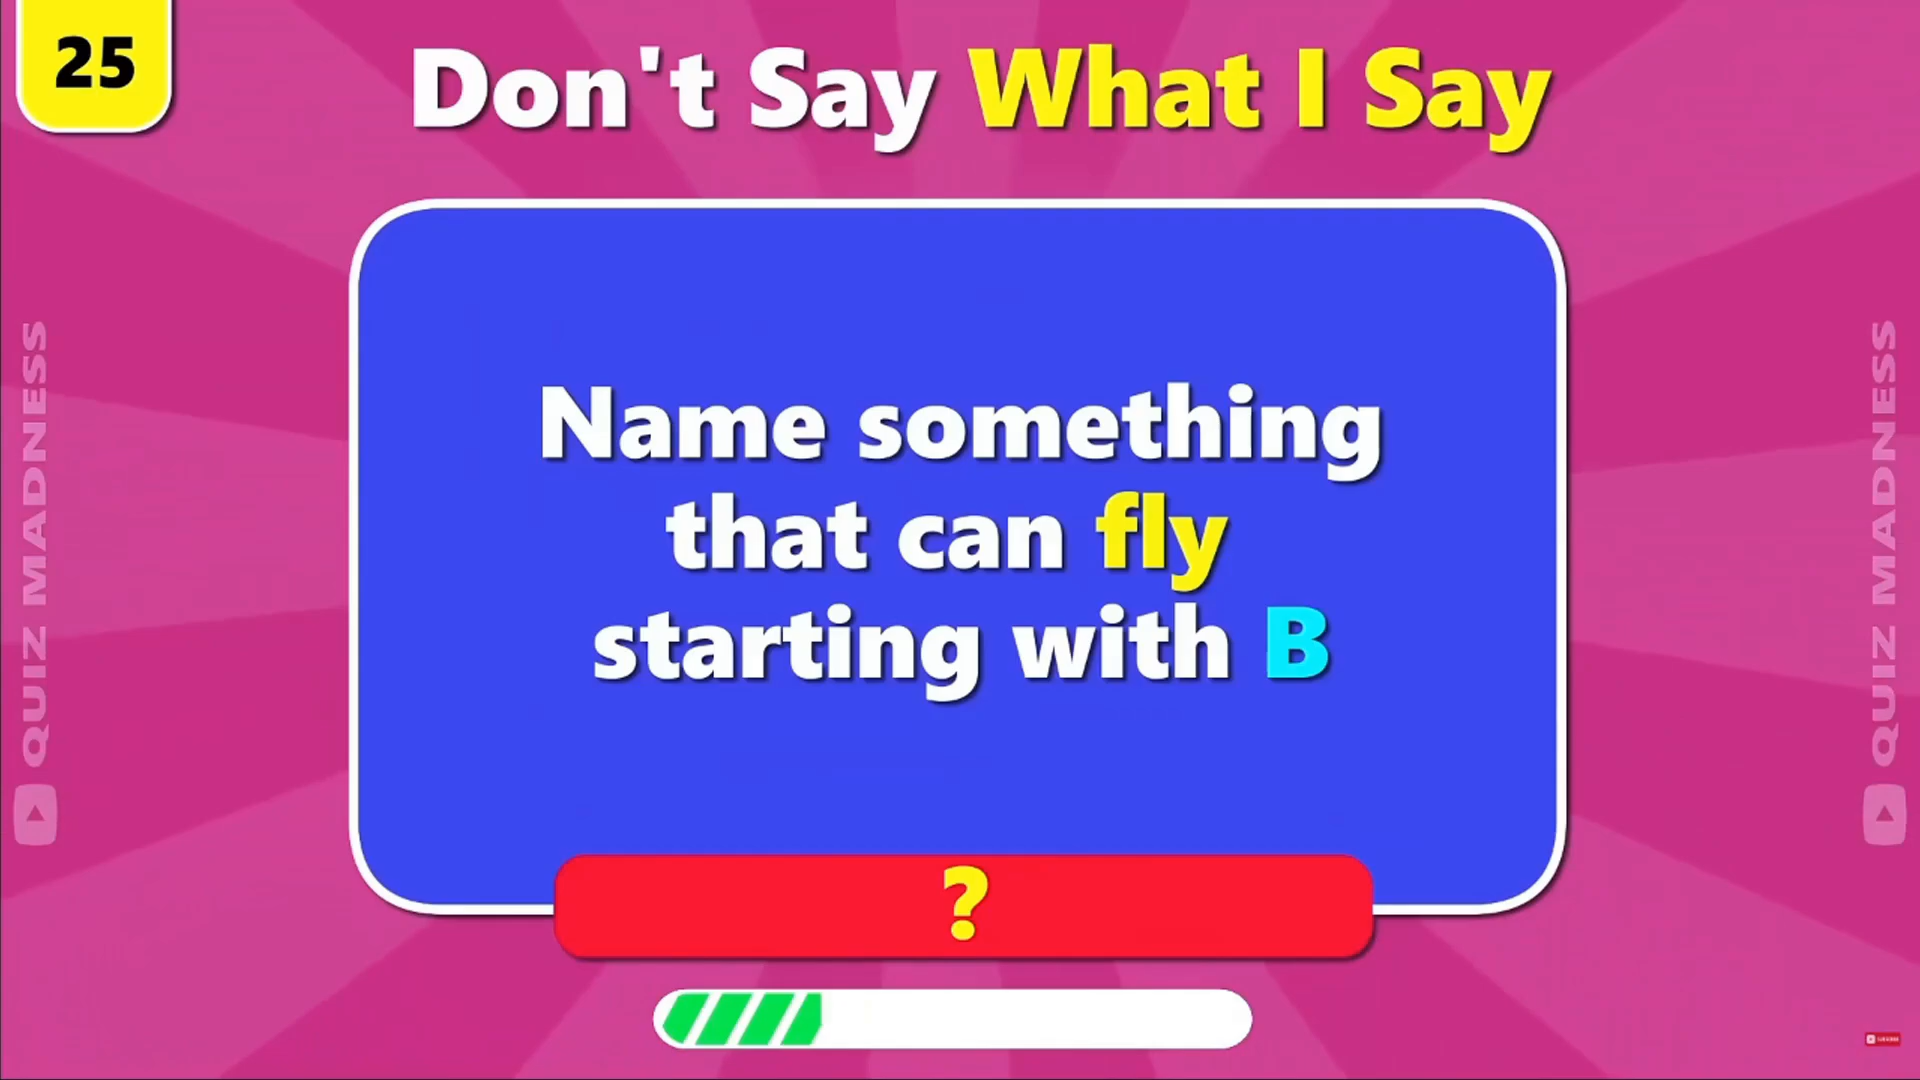 25
Don't Say What I Say
Name something
that can fly
starting with B
?
QUIZ MADNESS
QUIZ MADNESS